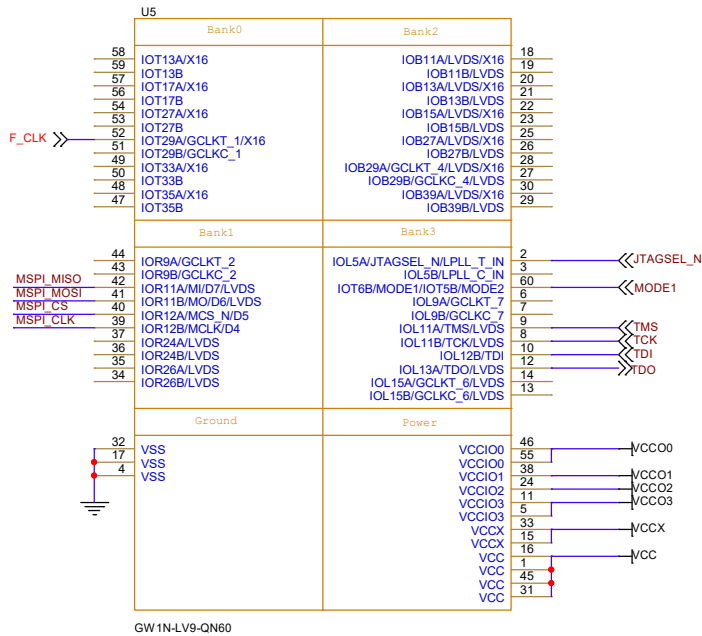 U5
Bank0 Bank2
58 IOT13A/X16 IOB11A/LVDS/X16 18
59 IOT13B IOB11B/LVDS 19
57 IOT17A/X16 IOB13A/LVDS/X16 20
56 IOT17B IOB13B/LVDS 21
54 IOT27A/X16 IOB15A/LVDS/X16 22
53 IOT27B IOB15B/LVDS 23
F_CLK 52 IOT29A/GCLKT_1/X16 IOB27A/LVDS/X16 25
51 IOT29B/GCLKC_1 IOB27B/LVDS 26
49 IOT33A/X16 IOB29A/GCLKT_4/LVDS/X16 28
50 IOT33B IOB29B/GCLKC_4/LVDS 27
48 IOT35A/X16 IOB39A/LVDS/X16 30
47 IOT35B IOB39B/LVDS 29
Bank1 Bank3
44 IOR9A/GCLKT_2 IOL5A/JTAGSEL_N/LPLL_T_IN 2 JTAGSEL_N
43 IOR9B/GCLKC_2 IOL5B/LPLL_C_IN 3
MSPI_MISO 42 IOR11A/MI/D7/LVDS IOT6B/MODE1/IOT5B/MODE2 60 MODE1
MSPI_MOSI 41 IOR11B/MO/D6/LVDS IOL9A/GCLKT_7 6
MSPI_CS 40 IOR12A/MCS_N/D5 IOL9B/GCLKC_7 7
MSPI_CLK 39 IOR12B/MCLK/D4 IOL11A/TMS/LVDS 9 TMS
37 IOR24A/LVDS IOL11B/TCK/LVDS 8 TCK
36 IOR24B/LVDS IOL12B/TDI 10 TDI
35 IOR26A/LVDS IOL13A/TDO/LVDS 12 TDO
34 IOR26B/LVDS IOL15A/GCLKT_6/LVDS 14
IOL15B/GCLKC_6/LVDS 13
Ground Power
32 VSS VCCIO0 46 VCCO0
17 VSS VCCIO0 55
4 VSS VCCIO1 38 VCCO1
VCCIO2 24 VCCO2
VCCIO3 11 VCCO3
VCCIO3 5
VCCX 33 VCCX
VCCX 15
VCC 16 VCC
VCC 1
VCC 45
VCC 31
GW1N-LV9-QN60